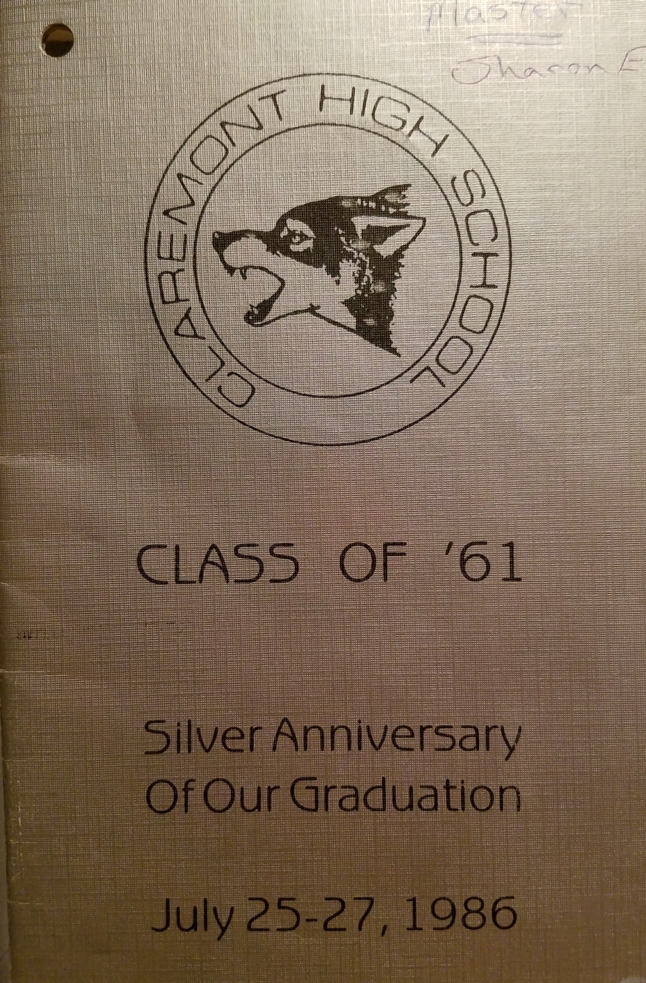 Master
Sharon E
CLAREMONT HIGH SCHOOL
CLASS OF '61
Silver Anniversary
Of Our Graduation
July 25-27, 1986